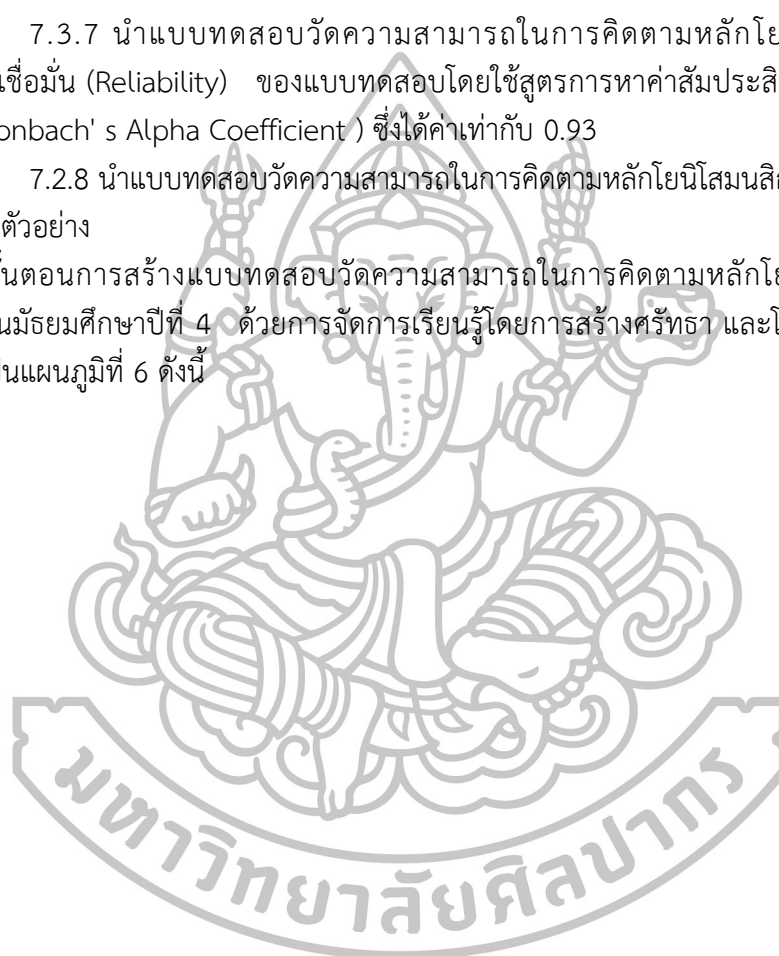 7.3.7 นำแบบทดสอบวัดความสามารถในการคิดตามหลักโย
เชื่อมั่น (Reliability) ของแบบทดสอบโดยใช้สูตรการหาค่าสัมประสิ
onbach' s Alpha Coefficient ) ซึ่งได้ค่าเท่ากับ 0.93
7.2.8 นำแบบทดสอบวัดความสามารถในการคิดตามหลักโยนิโสมนสิก
ตัวอย่าง
ั้นตอนการสร้างแบบทดสอบวัดความสามารถในการคิดตามหลักโย
นมัธยมศึกษาปีที่ 4 ด้วยการจัดการเรียนรู้โดยการสร้างศรัทธา และโ
ป็นแผนภูมิที่ 6 ดังนี้
มหาวิทยาลัยศิลปากร